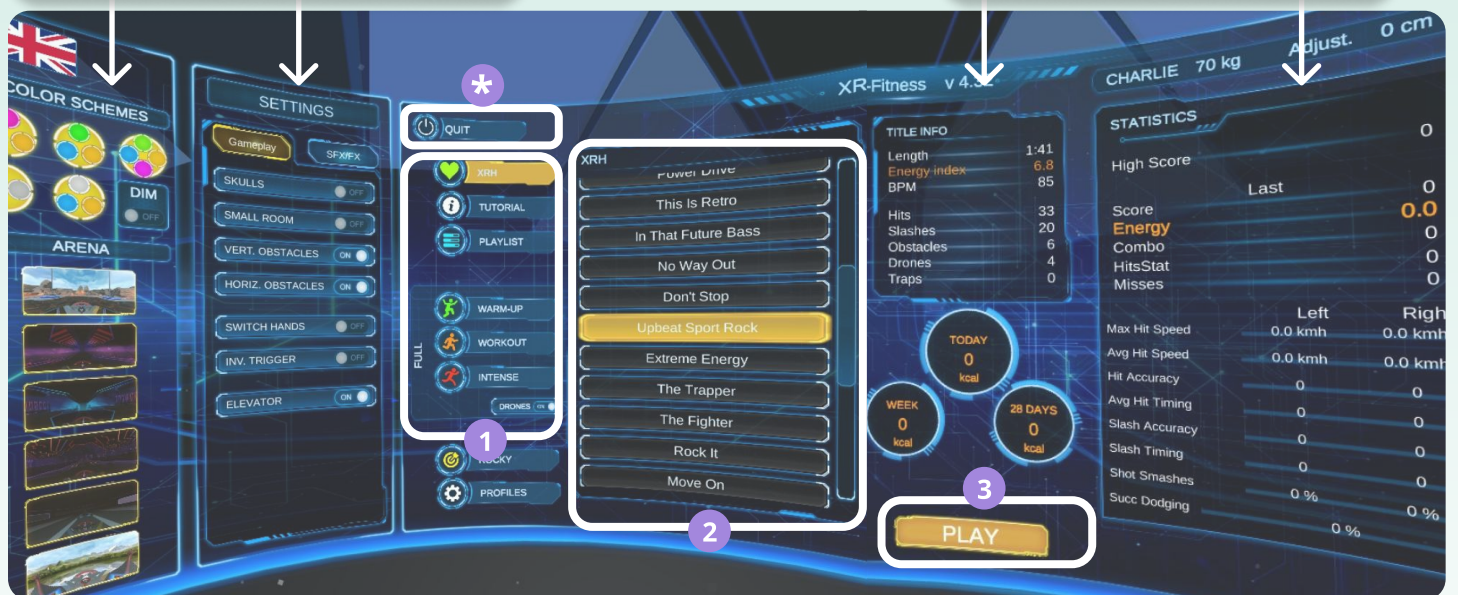 COLOR SCHEMES
DIM
OFF
ARENA
SETTINGS
Gameplay
SFX/FX
SKULLS OFF
SMALL ROOM OFF
VERT. OBSTACLES ON
HORIZ. OBSTACLES ON
SWITCH HANDS OFF
INV. TRIGGER OFF
ELEVATOR ON
*
QUIT
XRH
TUTORIAL
PLAYLIST
FULL
WARM-UP
WORKOUT
INTENSE
DRONES ON
1
PROFILES
XRH
Power Drive
This Is Retro
In That Future Bass
No Way Out
Don't Stop
Upbeat Sport Rock
Extreme Energy
The Trapper
The Fighter
Rock It
Move On
2
XR-Fitness
TITLE INFO
Length 1:41
Energy index 6.8
BPM 85
Hits 33
Slashes 20
Obstacles 6
Drones 4
Traps 0
TODAY
0
kcal
WEEK
0
kcal
28 DAYS
0
kcal
3
PLAY
CHARLIE 70 kg Adjust. 0 cm
STATISTICS
High Score 0
Last
Score 0
Energy 0.0
Combo 0
HitsStat 0
Misses 0
Left Righ
Max Hit Speed 0.0 kmh 0.0 kmh
Avg Hit Speed 0.0 kmh 0.0 kmh
Hit Accuracy 0 0
Avg Hit Timing 0 0
Slash Accuracy 0 0
Slash Timing 0 0
Shot Smashes 0 % 0 %
Succ Dodging 0 %